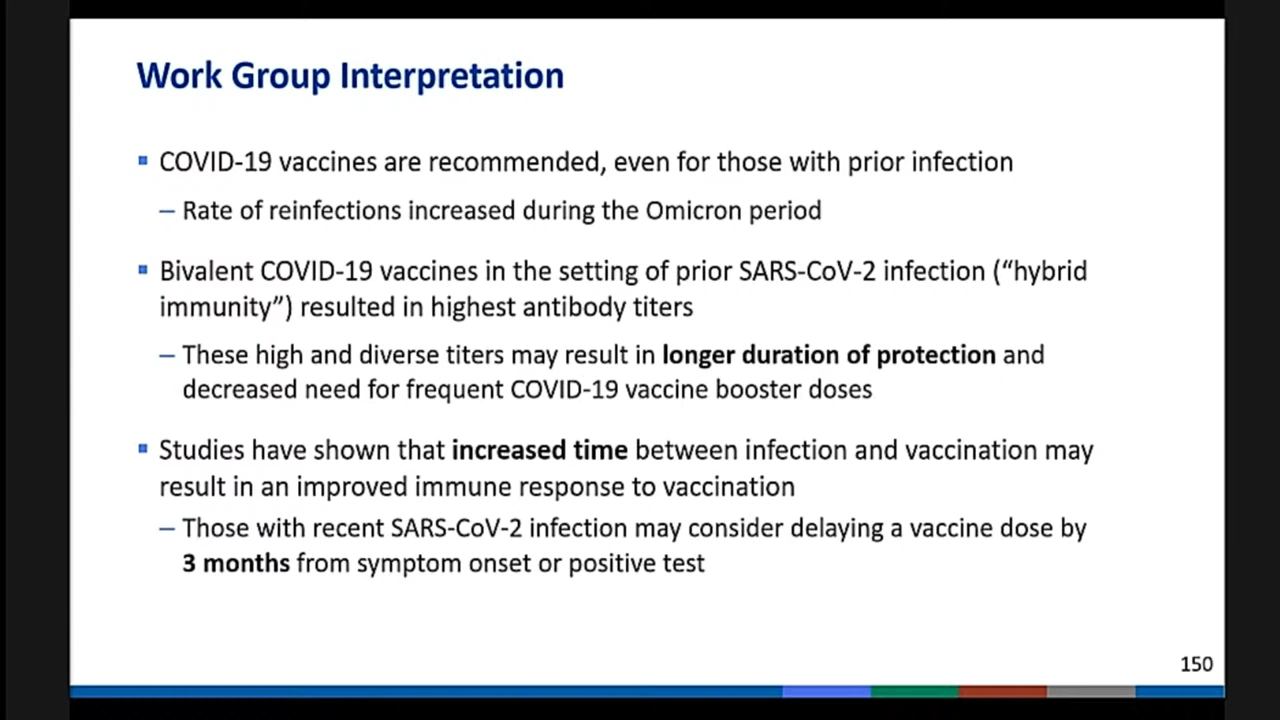 Work Group Interpretation
▪ COVID-19 vaccines are recommended, even for those with prior infection
– Rate of reinfections increased during the Omicron period
▪ Bivalent COVID-19 vaccines in the setting of prior SARS-CoV-2 infection (“hybrid
immunity”) resulted in highest antibody titers
– These high and diverse titers may result in longer duration of protection and
decreased need for frequent COVID-19 vaccine booster doses
▪ Studies have shown that increased time between infection and vaccination may
result in an improved immune response to vaccination
– Those with recent SARS-CoV-2 infection may consider delaying a vaccine dose by
3 months from symptom onset or positive test
150